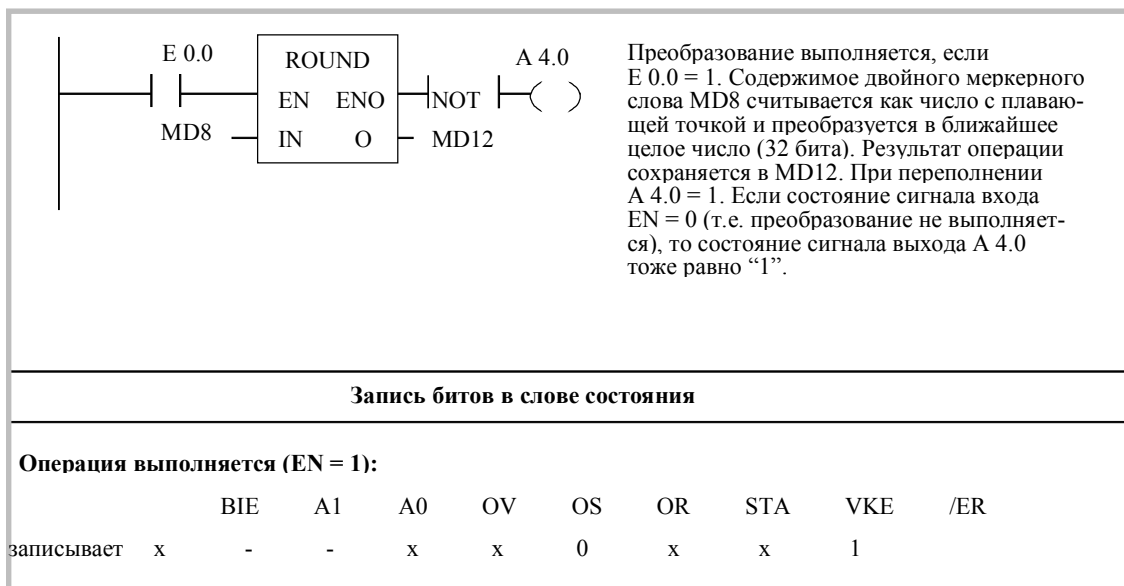 E 0.0
ROUND
A 4.0
EN ENO
NOT
MD8
IN O
MD12
Преобразование выполняется, если
E 0.0 = 1. Содержимое двойного меркерного
слова MD8 считывается как число с плаваю-
щей точкой и преобразуется в ближайшее
целое число (32 бита). Результат операции
сохраняется в MD12. При переполнении
A 4.0 = 1. Если состояние сигнала входа
EN = 0 (т.е. преобразование не выполняет-
ся), то состояние сигнала выхода A 4.0
тоже равно “1”.
Запись битов в слове состояния
Операция выполняется (EN = 1):
BIE A1 A0 OV OS OR STA VKE /ER
записывает x - - x x 0 x x 1